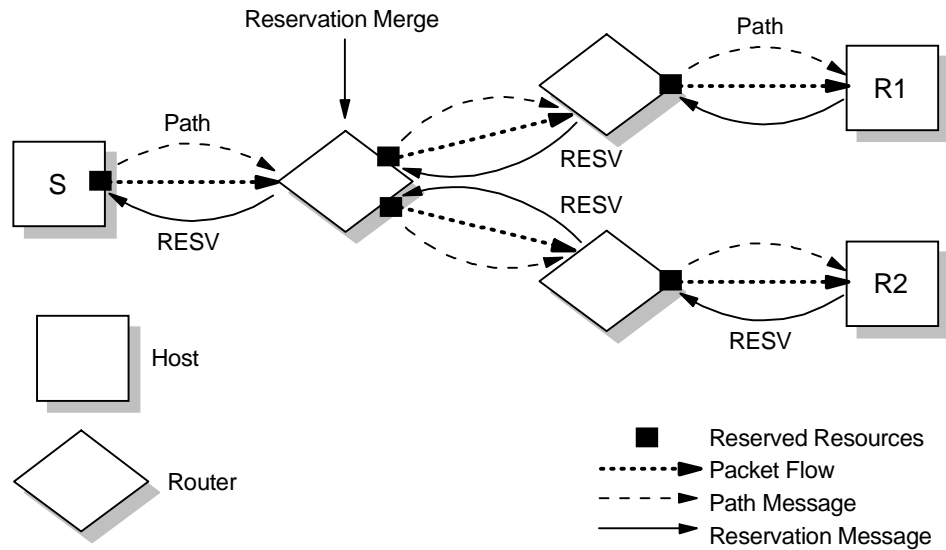 Reservation Merge
Path
Path
S
R1
RESV
RESV
RESV
R2
RESV
Host
Router
Reserved Resources
Packet Flow
Path Message
Reservation Message